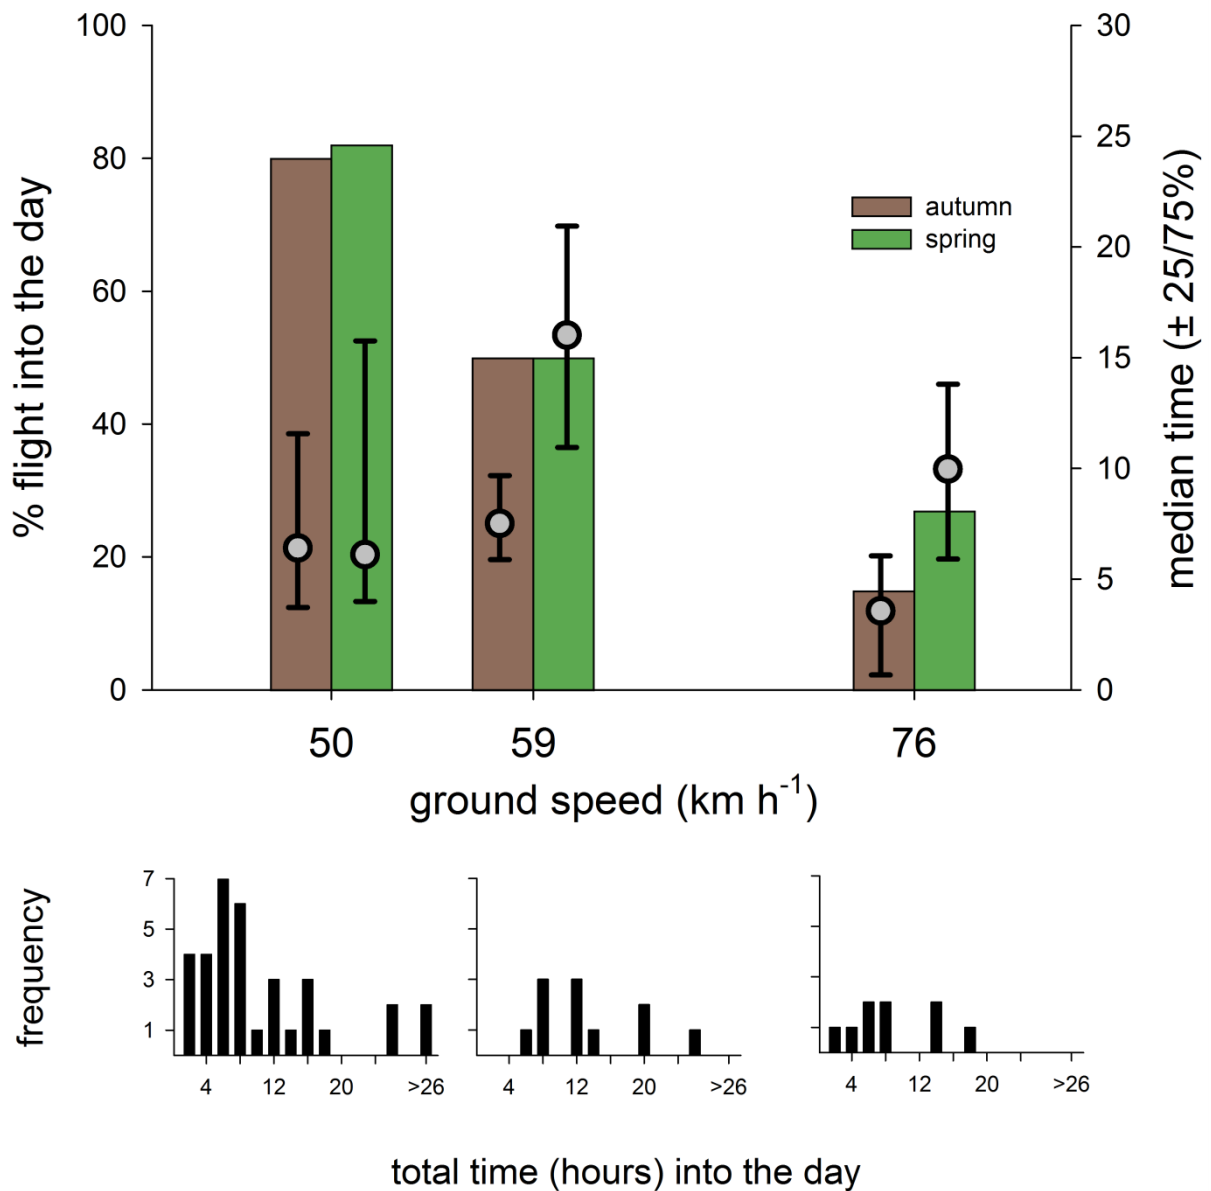 % flight into the day
100
80
60
40
20
0
autumn
spring
30
25
20
15
10
5
0
median time (± 25/75%)
50 59 76
ground speed (km h⁻¹)
frequency
7
5
3
1
4 12 20 >26
4 12 20 >26
4 12 20 >26
total time (hours) into the day